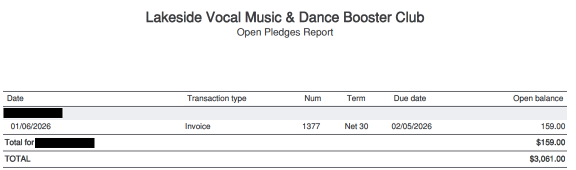 Lakeside Vocal Music & Dance Booster Club
Open Pledges Report
Date Transaction type Num Term Due date Open balance
01/06/2026 Invoice 1377 Net 30 02/05/2026 159.00
Total for $159.00
TOTAL $3,061.00